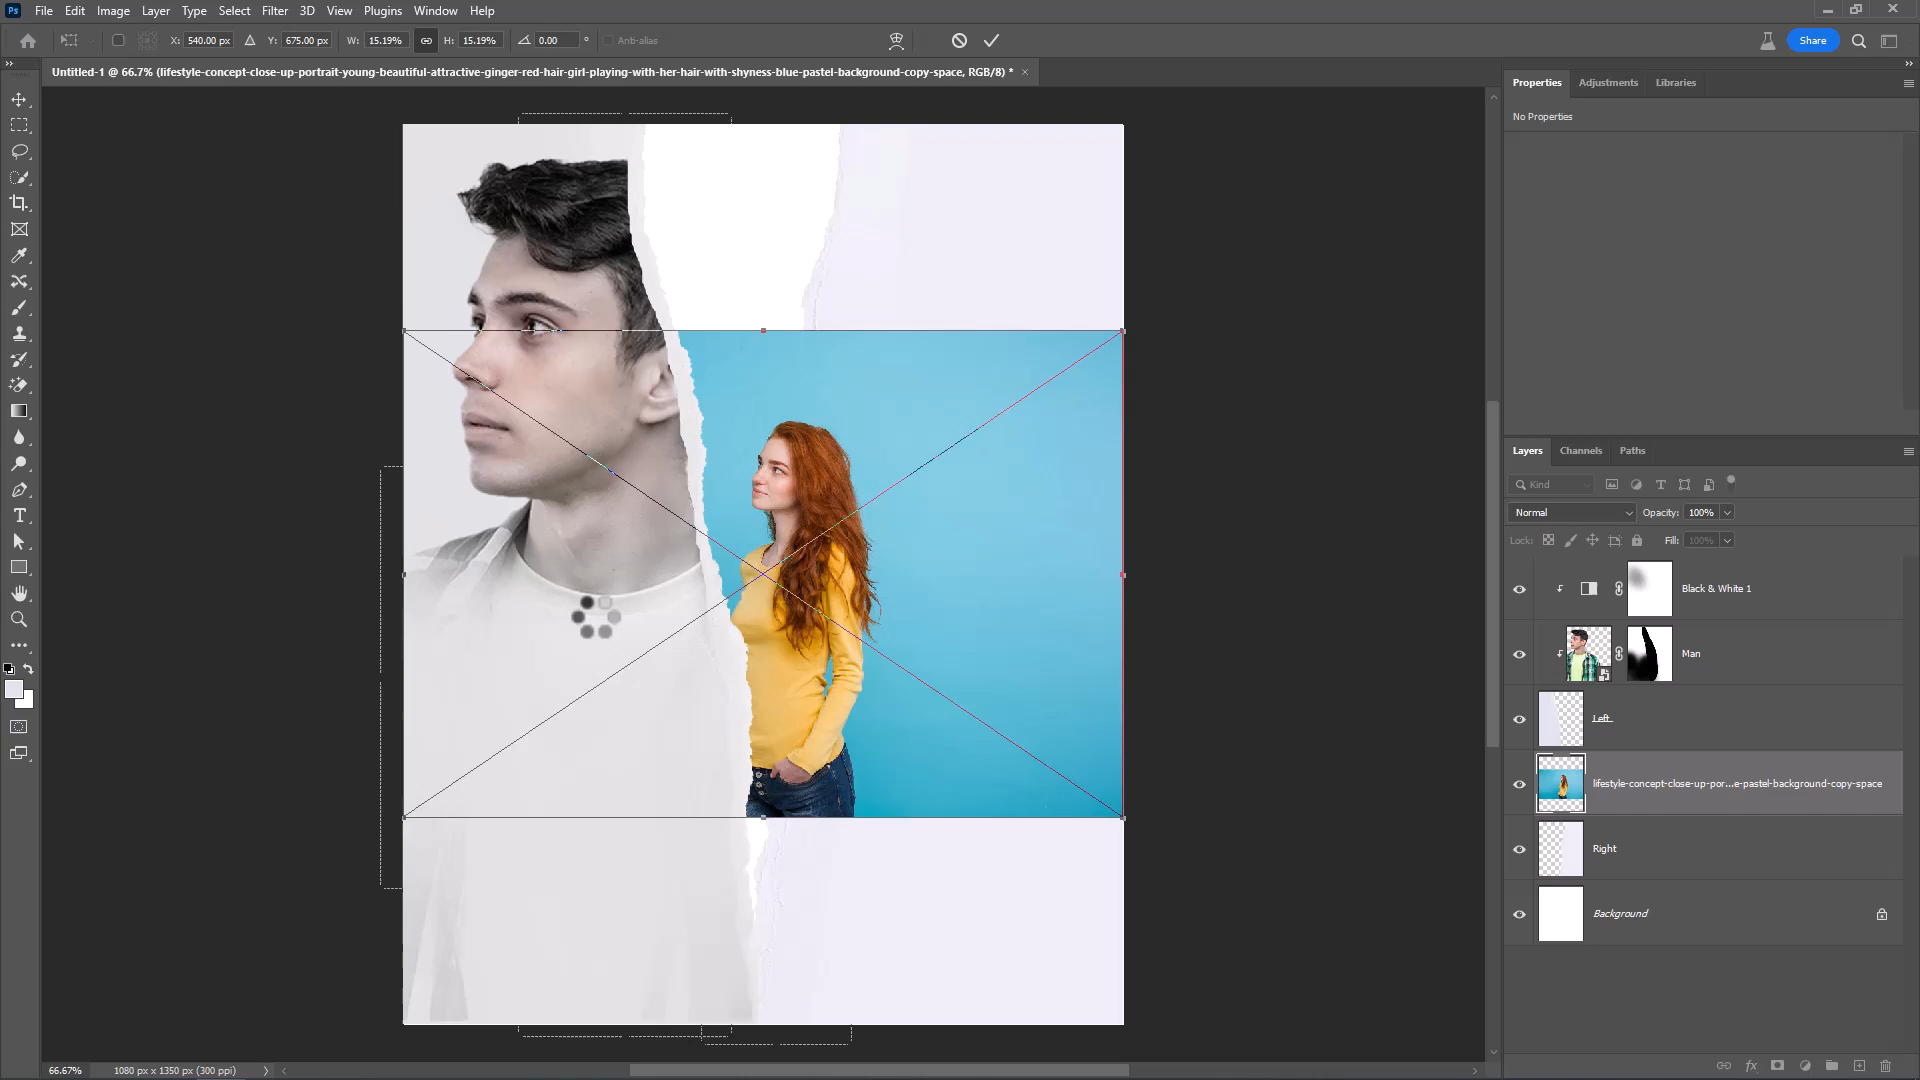 Ps File Edit Image Layer Type Select Filter 3D View Plugins Window Help
X: 540.00 px Y: 675.00 px W: 15.19% H: 15.19% 0.00 ° Anti-alias Share
Untitled-1 @ 66.7% (lifestyle-concept-close-up-portrait-young-beautiful-attractive-ginger-red-hair-girl-playing-with-her-hair-with-shyness-blue-pastel-background-copy-space, RGB/8) * ×
Properties Adjustments Libraries
No Properties
Layers Channels Paths
Kind
Normal Opacity: 100%
Lock: Fill: 100%
Black & White 1
Man
Left
lifestyle-concept-close-up-por...e-pastel-background-copy-space
Right
Background
66.67% 1080 px x 1350 px (300 ppi)